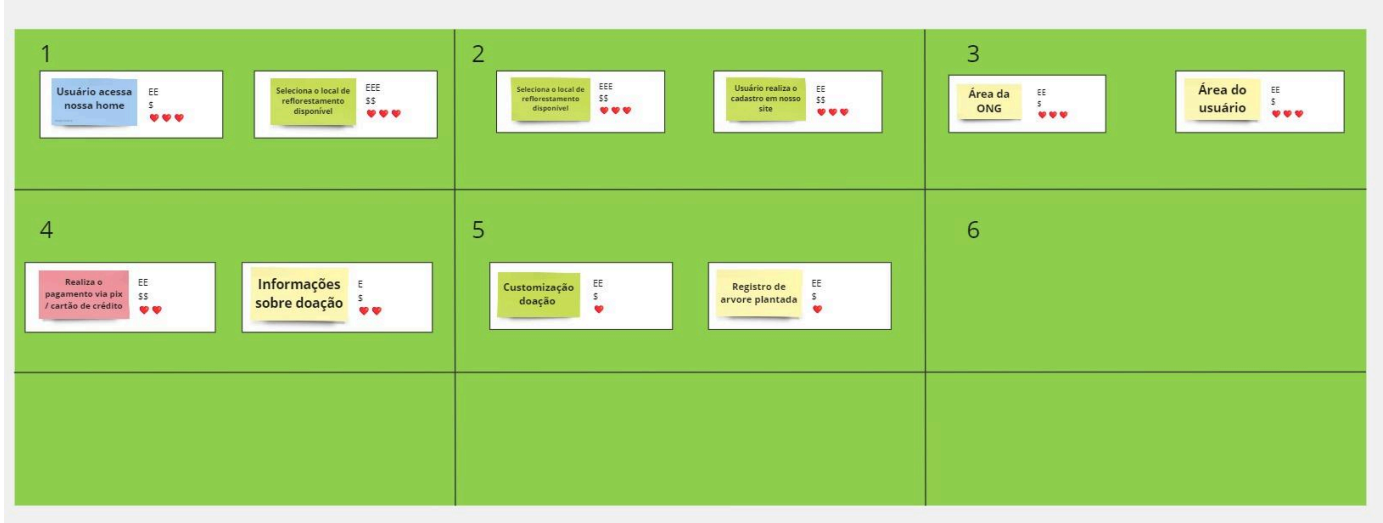 1
Usuário acessa
nossa home
EE
$
Seleciona o local de
reflorestamento
disponível
EEE
$$
2
Seleciona o local de
reflorestamento
disponível
EEE
$$
Usuário realiza o
cadastro em nosso
site
EE
$$
3
Área da
ONG
EE
$
Área do
usuário
EE
$
4
Realiza o
pagamento via pix
/ cartão de crédito
EE
$$
Informações
sobre doação
E
$
5
Customização
doação
EE
$
Registro de
arvore plantada
EE
$
6